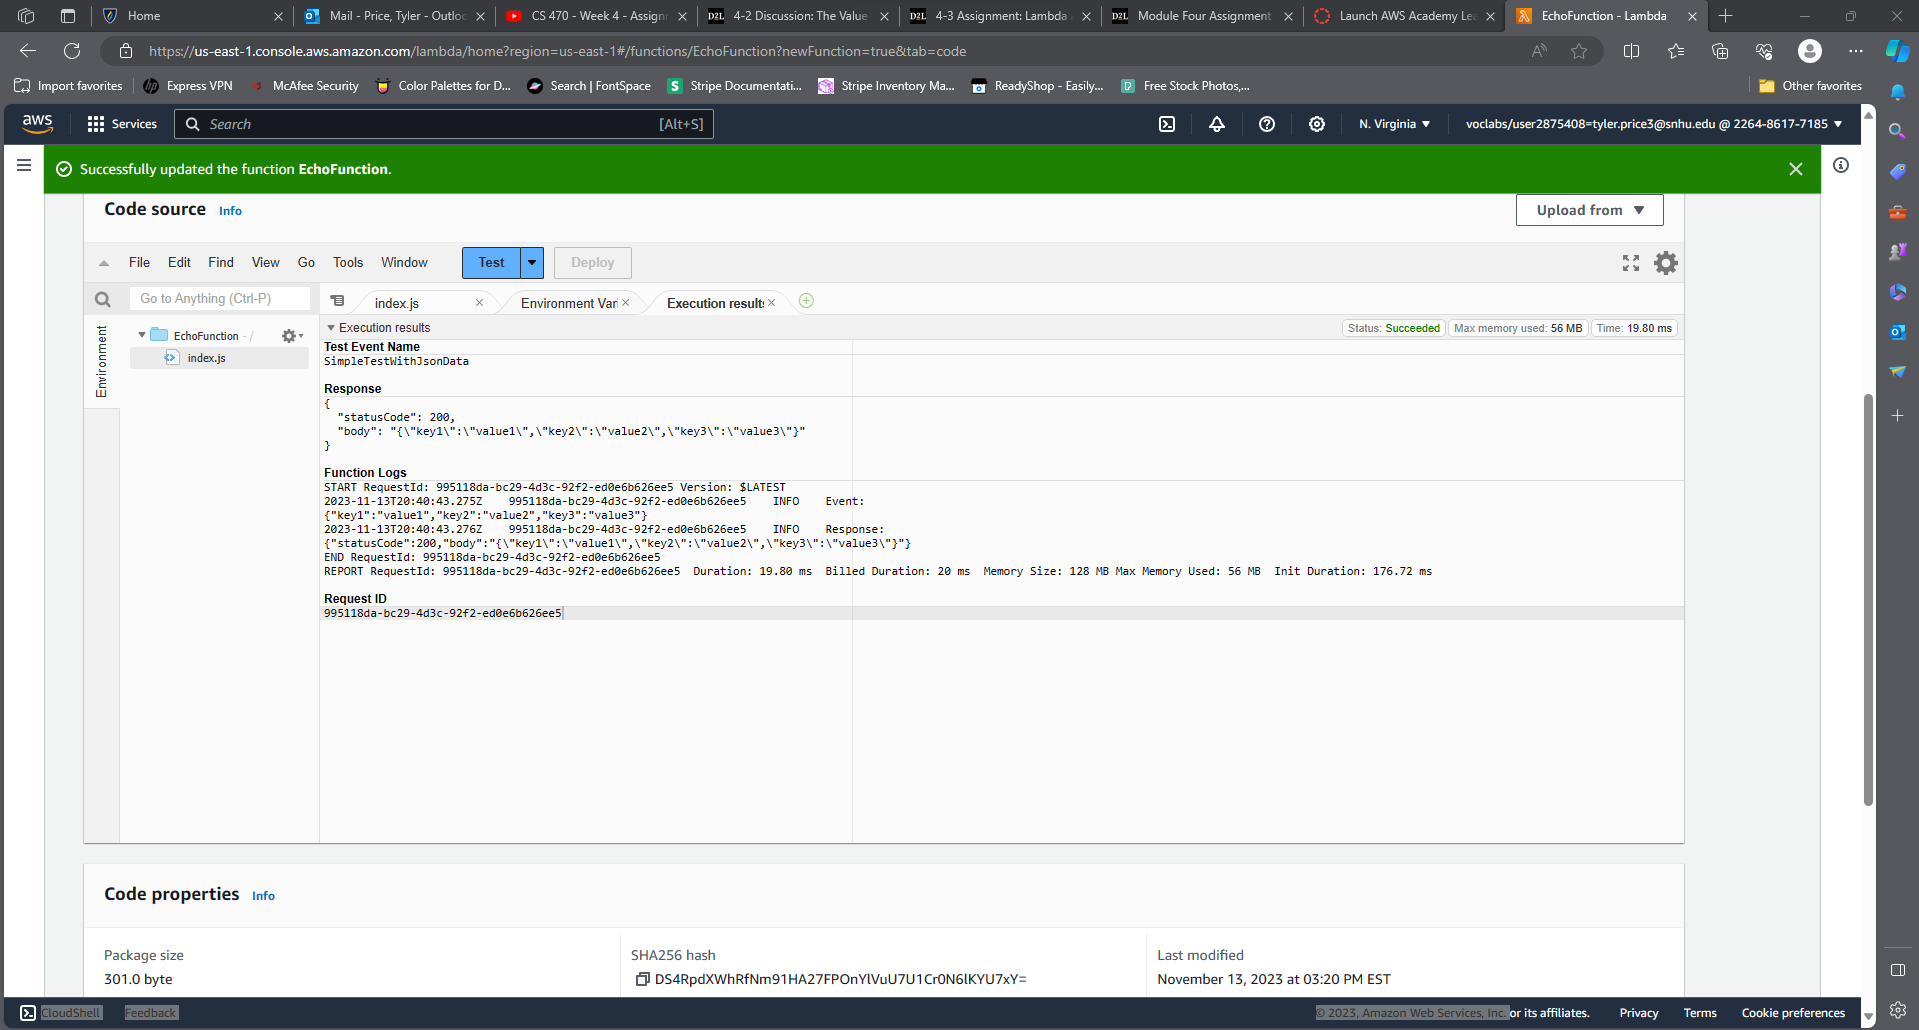 Home
Mail - Price, Tyler - Outloo
CS 470 - Week 4 - Assignm
D2L 4-2 Discussion: The Value
D2L 4-3 Assignment: Lambda
D2L Module Four Assignment
Launch AWS Academy Le
EchoFunction - Lambda
https://us-east-1.console.aws.amazon.com/lambda/home?region=us-east-1#/functions/EchoFunction?newFunction=true&tab=code
Import favorites
Express VPN
McAfee Security
Color Palettes for D...
Search | FontSpace
Stripe Documentati...
Stripe Inventory Ma...
ReadyShop - Easily...
Free Stock Photos,...
Other favorites
aws
Services
Search
[Alt+S]
N. Virginia
voclabs/user2875408=tyler.price3@snhu.edu @ 2264-8617-7185
Successfully updated the function EchoFunction.
Code source Info
Upload from
File Edit Find View Go Tools Window
Test
Deploy
Go to Anything (Ctrl-P)
index.js
Environment Var
Execution results
Environment
EchoFunction - /
index.js
Execution results
Status: Succeeded
Max memory used: 56 MB
Time: 19.80 ms
Test Event Name
SimpleTestWithJsonData
Response
{
"statusCode": 200,
"body": "{\"key1\":\"value1\",\"key2\":\"value2\",\"key3\":\"value3\"}"
}
Function Logs
START RequestId: 995118da-bc29-4d3c-92f2-ed0e6b626ee5 Version: $LATEST
2023-11-13T20:40:43.275Z 995118da-bc29-4d3c-92f2-ed0e6b626ee5 INFO Event:
{"key1":"value1","key2":"value2","key3":"value3"}
2023-11-13T20:40:43.276Z 995118da-bc29-4d3c-92f2-ed0e6b626ee5 INFO Response:
{"statusCode":200,"body":"{\"key1\":\"value1\",\"key2\":\"value2\",\"key3\":\"value3\"}"}
END RequestId: 995118da-bc29-4d3c-92f2-ed0e6b626ee5
REPORT RequestId: 995118da-bc29-4d3c-92f2-ed0e6b626ee5 Duration: 19.80 ms Billed Duration: 20 ms Memory Size: 128 MB Max Memory Used: 56 MB Init Duration: 176.72 ms
Request ID
995118da-bc29-4d3c-92f2-ed0e6b626ee5
Code properties Info
Package size
301.0 byte
SHA256 hash
DS4RpdXWhRfNm91HA27FPOnYlVuU7U1Cr0N6lKYU7xY=
Last modified
November 13, 2023 at 03:20 PM EST
CloudShell
Feedback
© 2023, Amazon Web Services, Inc. or its affiliates.
Privacy
Terms
Cookie preferences